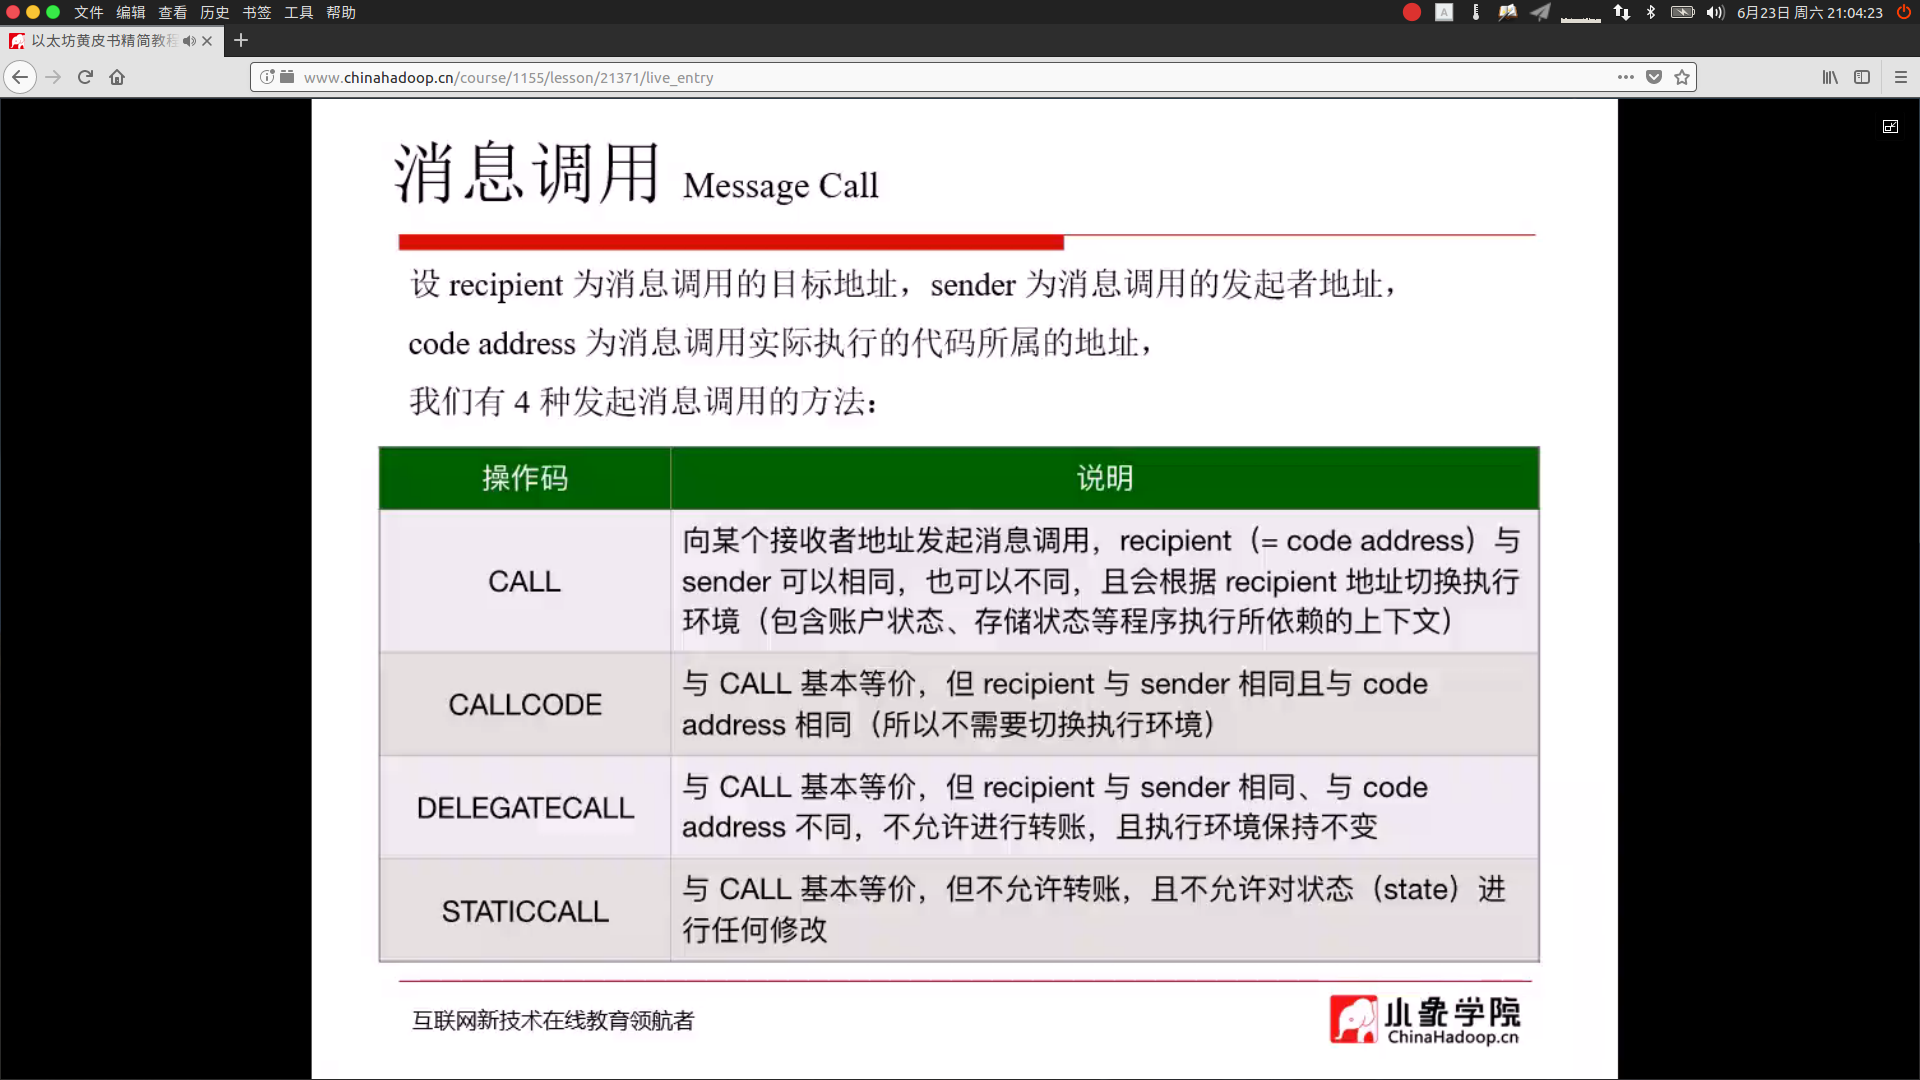 文件 编辑 查看 历史 书签 工具 帮助
6月23日 周六 21:04:23
以太坊黄皮书精简教程
www.chinahadoop.cn/course/1155/lesson/21371/live_entry
消息调用 Message Call
设 recipient 为消息调用的目标地址，sender 为消息调用的发起者地址，
code address 为消息调用实际执行的代码所属的地址，
我们有 4 种发起消息调用的方法：
操作码 说明
CALL
向某个接收者地址发起消息调用，recipient（= code address）与
sender 可以相同，也可以不同，且会根据 recipient 地址切换执行
环境（包含账户状态、存储状态等程序执行所依赖的上下文）
CALLCODE
与 CALL 基本等价，但 recipient 与 sender 相同且与 code
address 相同（所以不需要切换执行环境）
DELEGATECALL
与 CALL 基本等价，但 recipient 与 sender 相同、与 code
address 不同，不允许进行转账，且执行环境保持不变
STATICCALL
与 CALL 基本等价，但不允许转账，且不允许对状态（state）进
行任何修改
互联网新技术在线教育领航者
小象学院
ChinaHadoop.cn